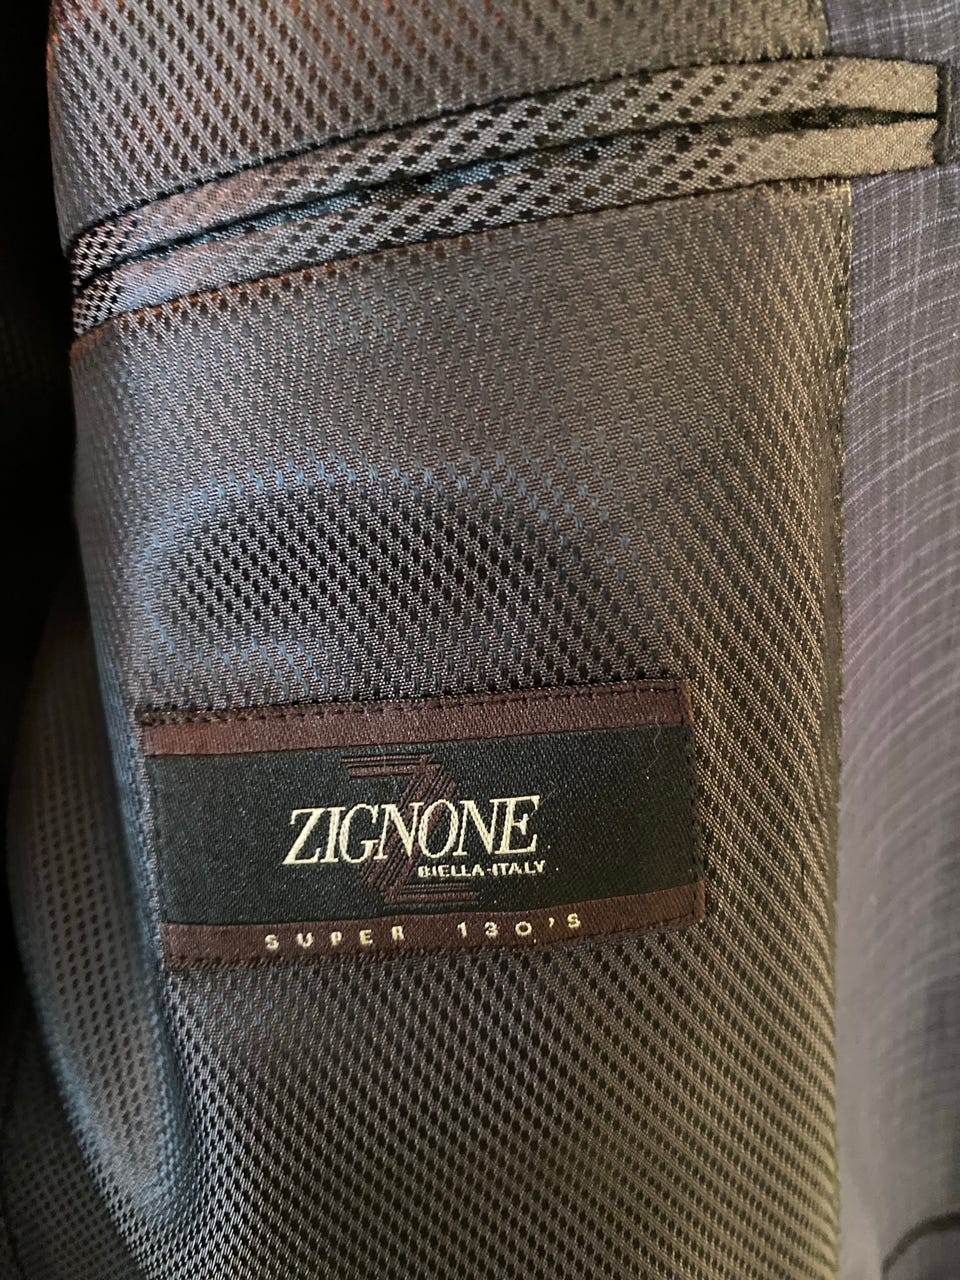 ZIGNONE
BIELLA-ITALY
SUPER 130'S